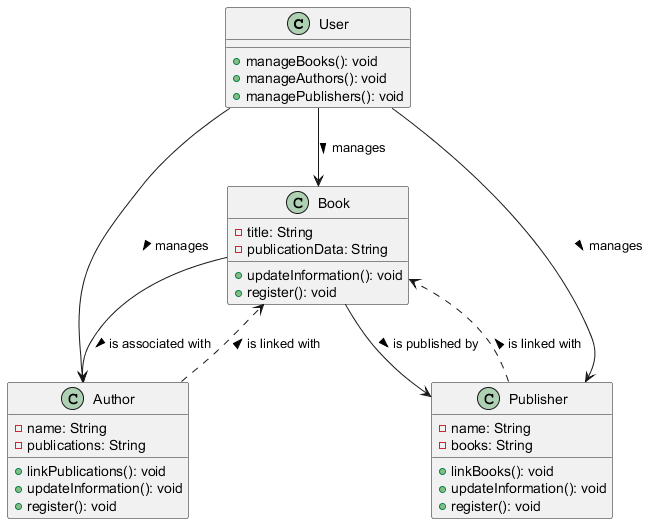 C User
manageBooks(): void
manageAuthors(): void
managePublishers(): void
manages
C Book
title: String
publicationData: String
updateInformation(): void
register(): void
manages
manages
is associated with
is linked with
is published by
is linked with
C Author
name: String
publications: String
linkPublications(): void
updateInformation(): void
register(): void
C Publisher
name: String
books: String
linkBooks(): void
updateInformation(): void
register(): void